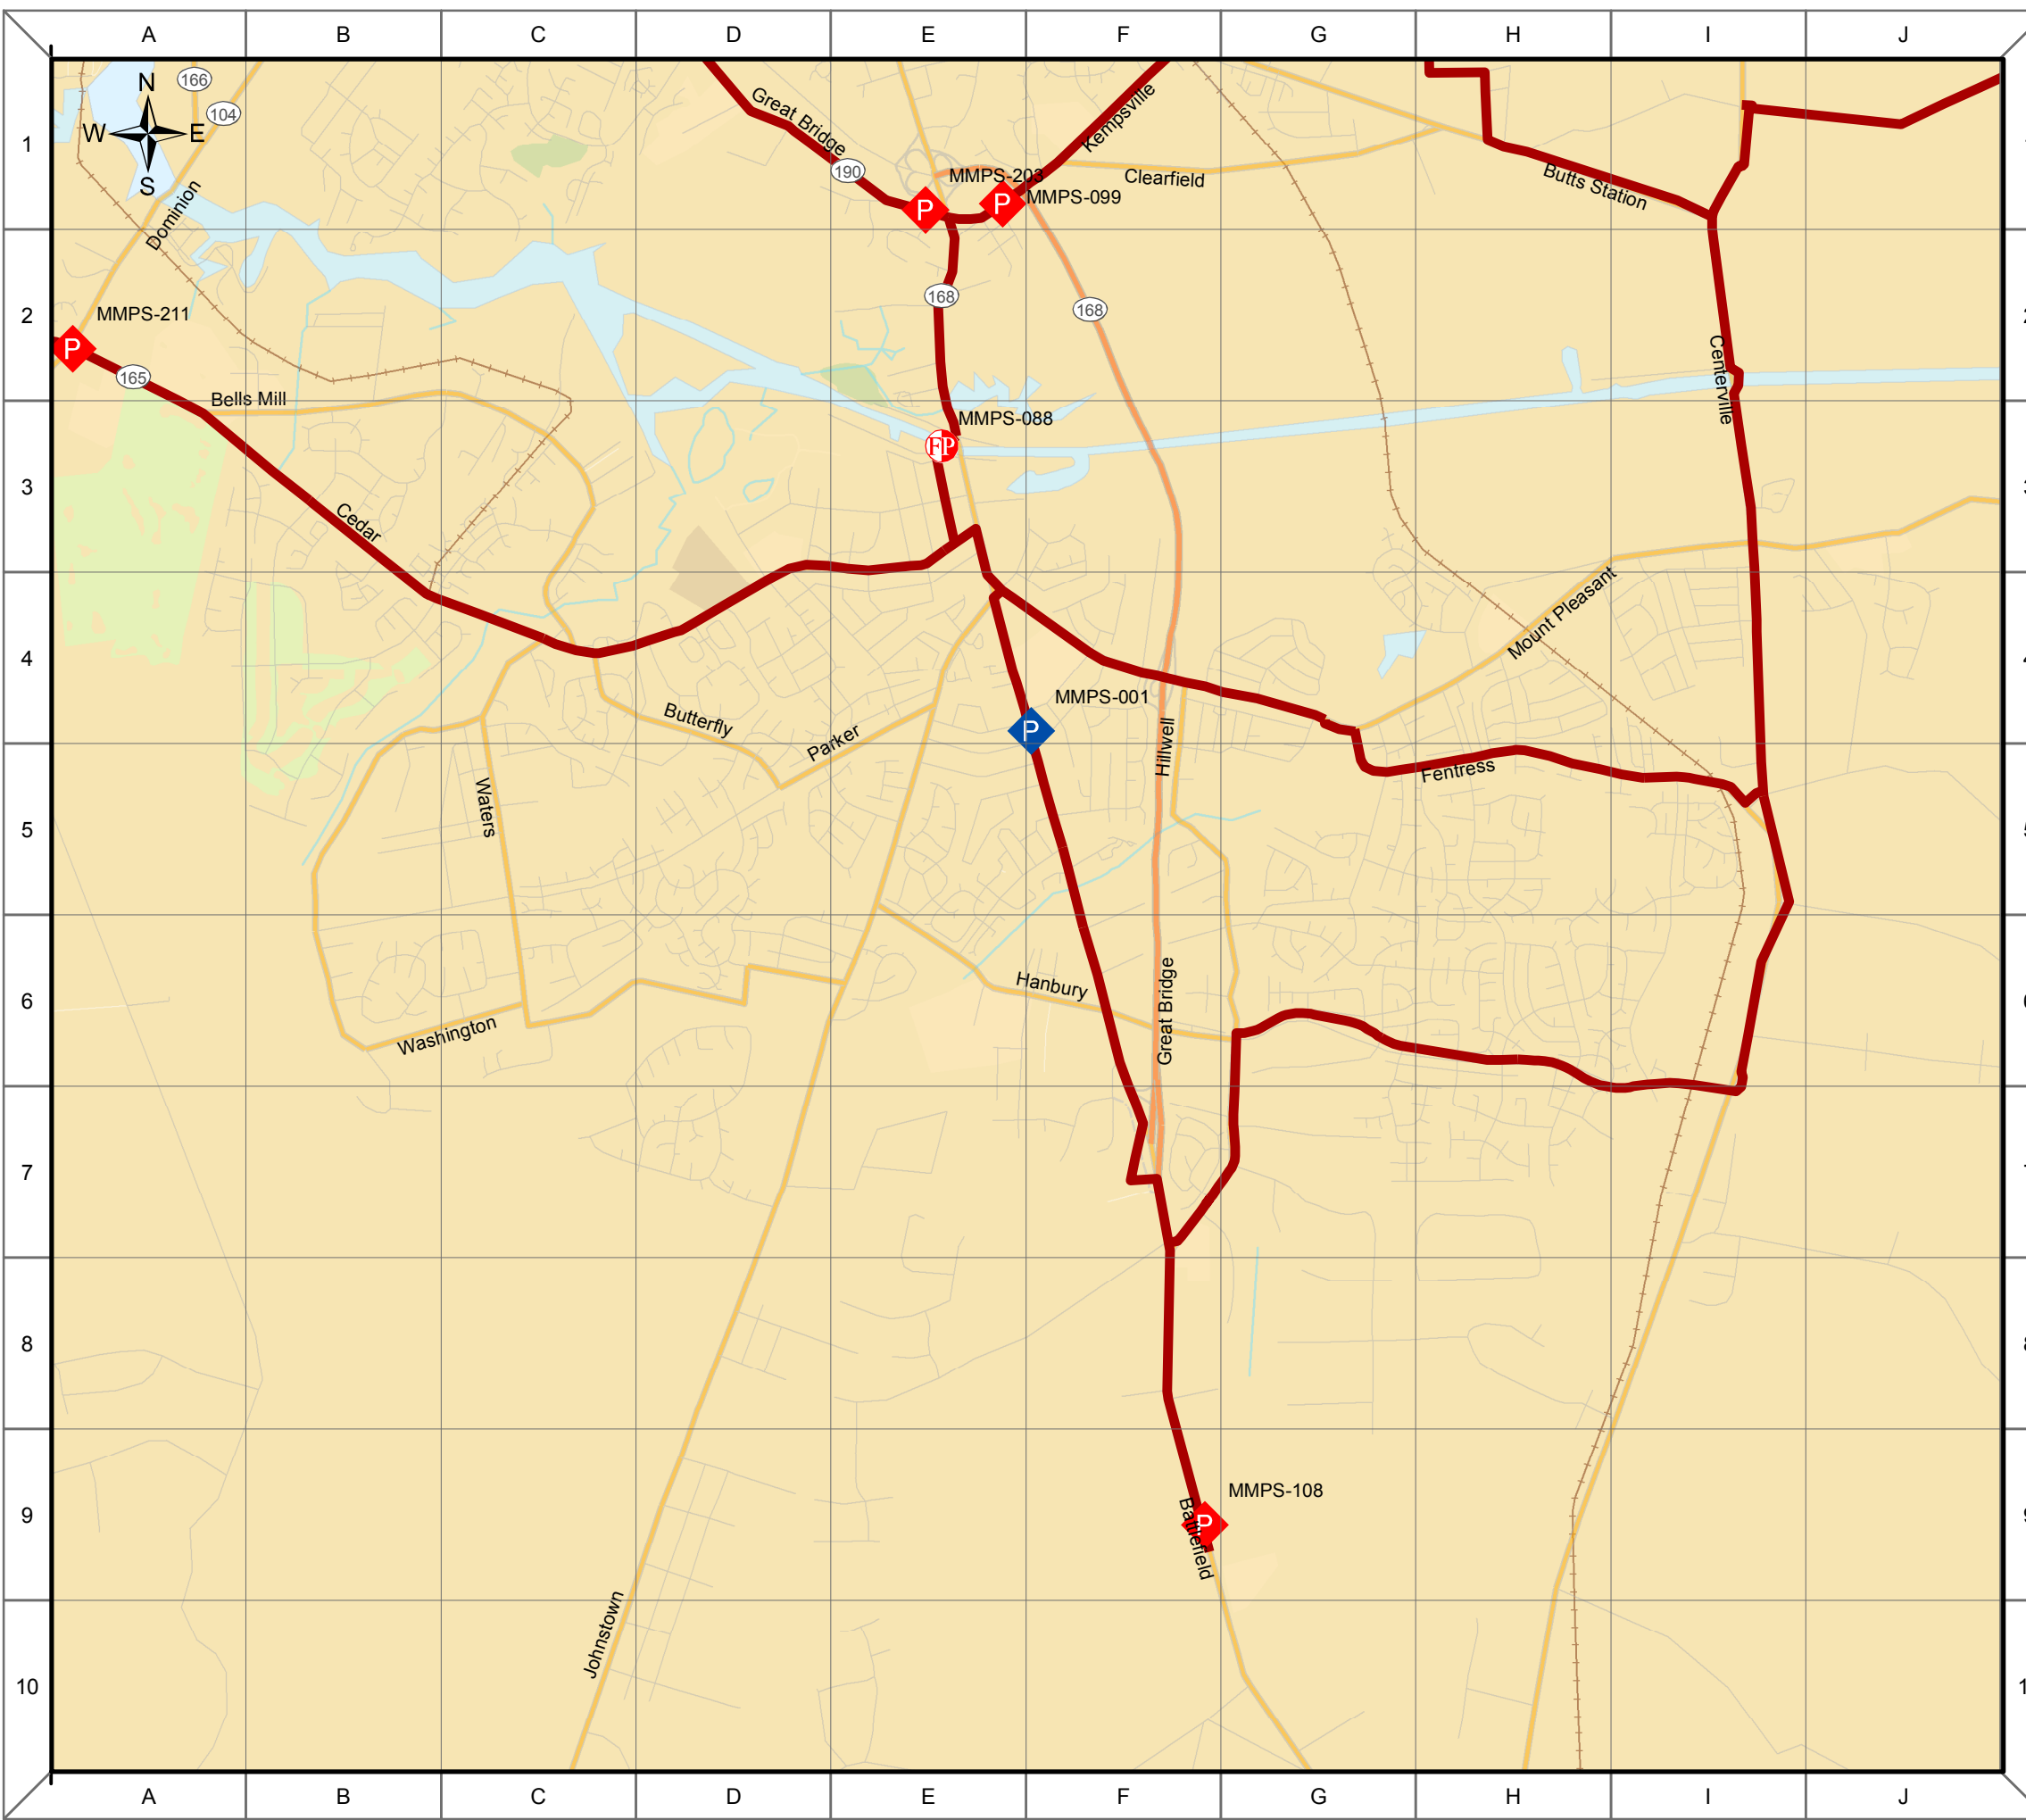 A B C D E F G H I J
166
N
104
Great Bridge
Kempsville
W E
1
190
S
MMPS-203
Clearfield
Butts Station
P
P
MMPS-099
Dominion
168
168
2
MMPS-211
P
165
Centerville
Bells Mill
MMPS-088
FP
3
Cedar
Mount Pleasant
4
MMPS-001
Butterfly
P
Parker
Hillwell
Fentress
Waters
5
Hanbury
Great Bridge
6
Washington
7
8
MMPS-108
9
P
Battlefield
Johnstown
10
A B C D E F G H I J